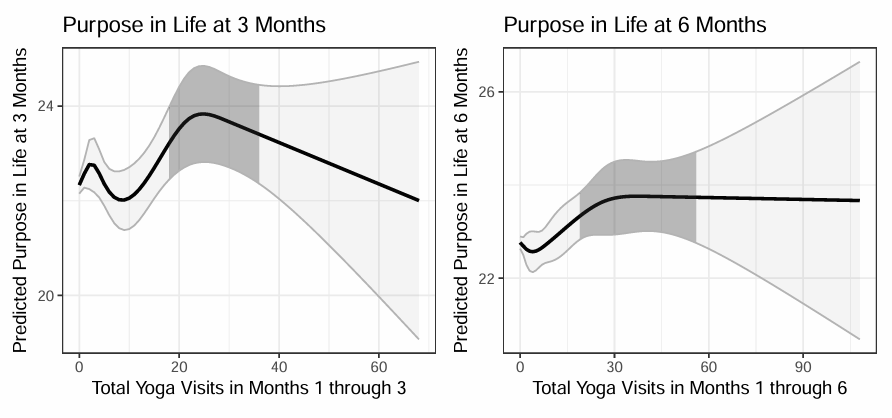 Purpose in Life at 3 Months
Predicted Purpose in Life at 3 Months
24
20
0 20 40 60
Total Yoga Visits in Months 1 through 3
Purpose in Life at 6 Months
Predicted Purpose in Life at 6 Months
26
22
0 30 60 90
Total Yoga Visits in Months 1 through 6